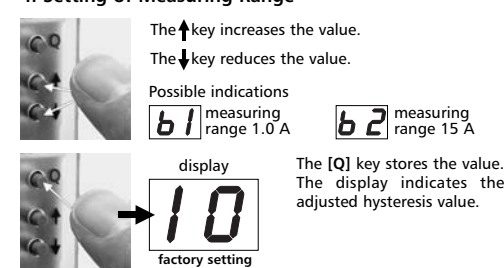 4. Setting of Measuring Range
The ⬆ key increases the value.
The ⬇ key reduces the value.
Possible indications
b1 measuring
range 1.0 A
b2 measuring
range 15 A
Q
display
10
factory setting
The [Q] key stores the value.
The display indicates the
adjusted hysteresis value.
Q